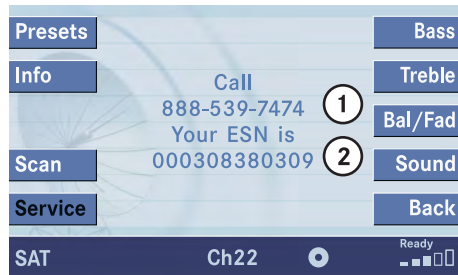 Presets
Bass
Info
Treble
Call
888-539-7474
1
Bal/Fad
Your ESN is
000308380309
2
Scan
Sound
Service
Back
SAT
Ch22
Ready